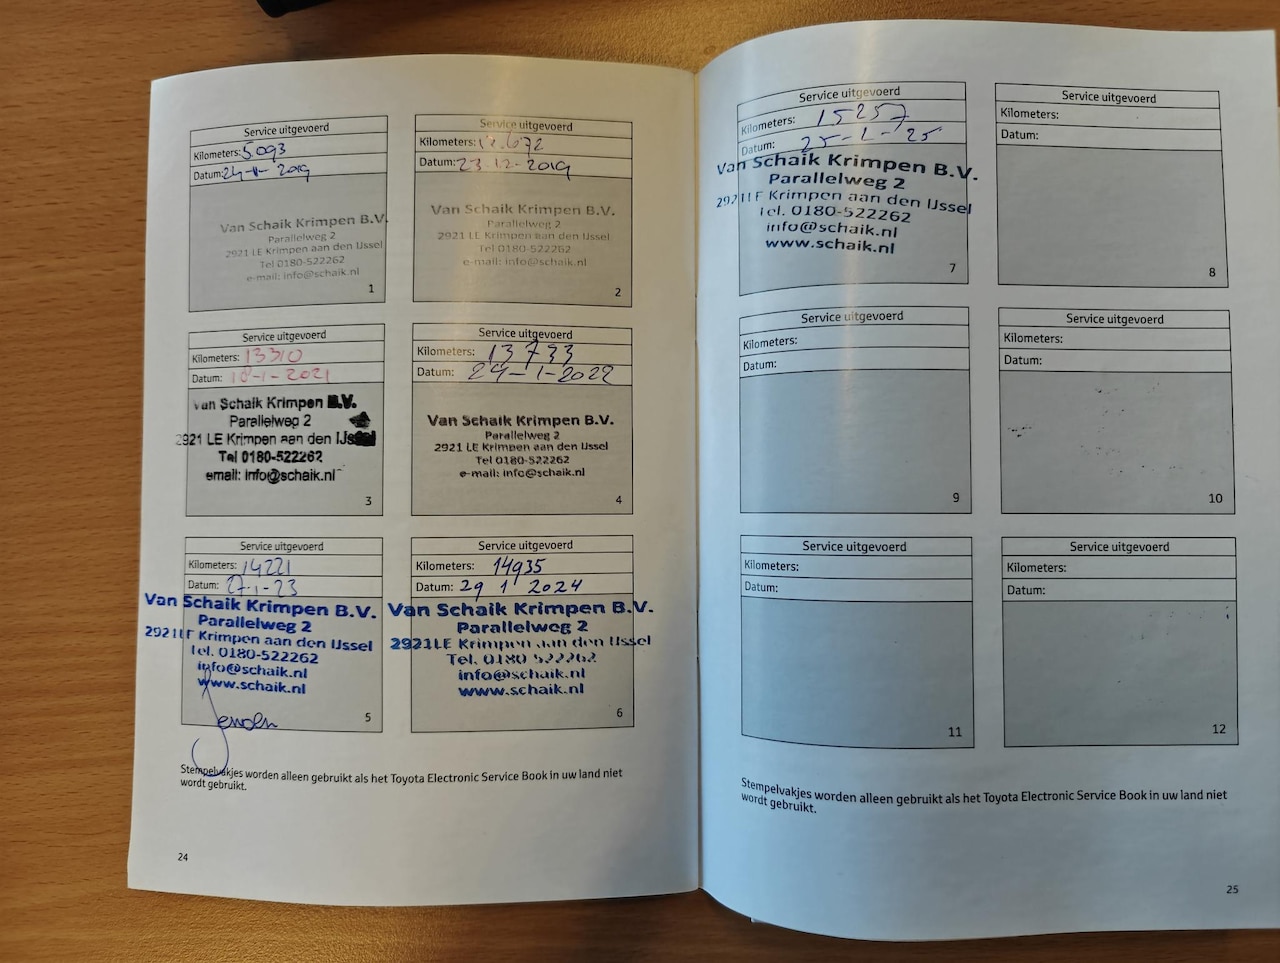 Service uitgevoerd
Kilometers: 5.093
Datum: 2019
Van Schaik Krimpen B.V.
Parallelweg 2
2921 LE Krimpen aan den IJssel
Tel 0180-522262
e-mail: info@schaik.nl
1
Service uitgevoerd
Kilometers:
Datum: 23-12-2019
Van Schaik Krimpen B.V.
Parallelweg 2
2921 LE Krimpen aan den IJssel
Tel 0180-522262
e-mail: info@schaik.nl
2
Service uitgevoerd
Kilometers: 13310
Datum: 18-1-2021
Van Schaik Krimpen B.V.
Parallelweg 2
2921 LE Krimpen aan den IJssel
Tel 0180-522262
email: info@schaik.nl
3
Service uitgevoerd
Kilometers: 13733
Datum: 24-1-2022
Van Schaik Krimpen B.V.
Parallelweg 2
2921 LE Krimpen aan den IJssel
Tel 0180-522262
e-mail: info@schaik.nl
4
Service uitgevoerd
Kilometers: 14221
Datum: 27-1-23
Van Schaik Krimpen B.V.
Parallelweg 2
2921LE Krimpen aan den IJssel
Tel. 0180-522262
info@schaik.nl
www.schaik.nl
5
Service uitgevoerd
Kilometers: 14935
Datum: 29 1 2024
Van Schaik Krimpen B.V.
Parallelweg 2
2921LE Krimpen aan den IJssel
Tel. 0180 522262
info@schaik.nl
www.schaik.nl
6
Stempelvakjes worden alleen gebruikt als het Toyota Electronic Service Book in uw land niet
wordt gebruikt.
24
Service uitgevoerd
Kilometers: 15257
Datum: 25-1-25
Van Schaik Krimpen B.V.
Parallelweg 2
2921LE Krimpen aan den IJssel
Tel. 0180-522262
info@schaik.nl
www.schaik.nl
7
Service uitgevoerd
Kilometers:
Datum:
8
Service uitgevoerd
Kilometers:
Datum:
9
Service uitgevoerd
Kilometers:
Datum:
10
Service uitgevoerd
Kilometers:
Datum:
11
Service uitgevoerd
Kilometers:
Datum:
12
Stempelvakjes worden alleen gebruikt als het Toyota Electronic Service Book in uw land niet
wordt gebruikt.
25